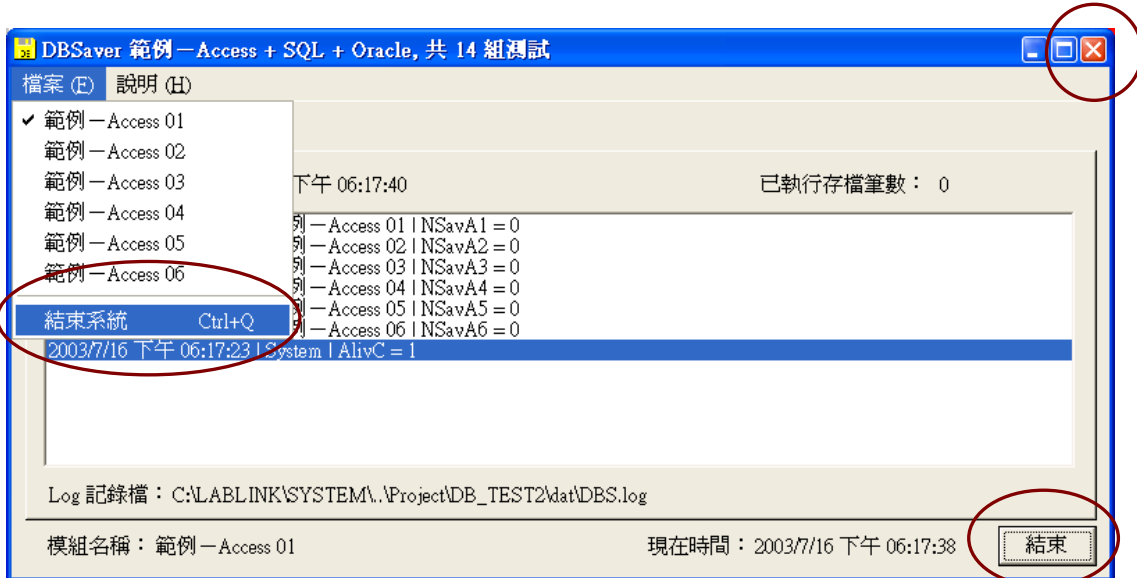 DBSaver 範例－Access + SQL + Oracle, 共 14 組測試
檔案 (F) 說明 (H)
範例－Access 01
範例－Access 02
範例－Access 03
範例－Access 04
範例－Access 05
範例－Access 06
結束系統 Ctrl+Q
下午 06:17:40 已執行存檔筆數： 0
例－Access 01 | NSavA1 = 0
例－Access 02 | NSavA2 = 0
例－Access 03 | NSavA3 = 0
例－Access 04 | NSavA4 = 0
例－Access 05 | NSavA5 = 0
例－Access 06 | NSavA6 = 0
2003/7/16 下午 06:17:23 | System | AlivC = 1
Log 記錄檔：C:\LABLINK\SYSTEM\..\Project\DB_TEST2\dat\DBS.log
模組名稱：範例－Access 01 現在時間：2003/7/16 下午 06:17:38 結束